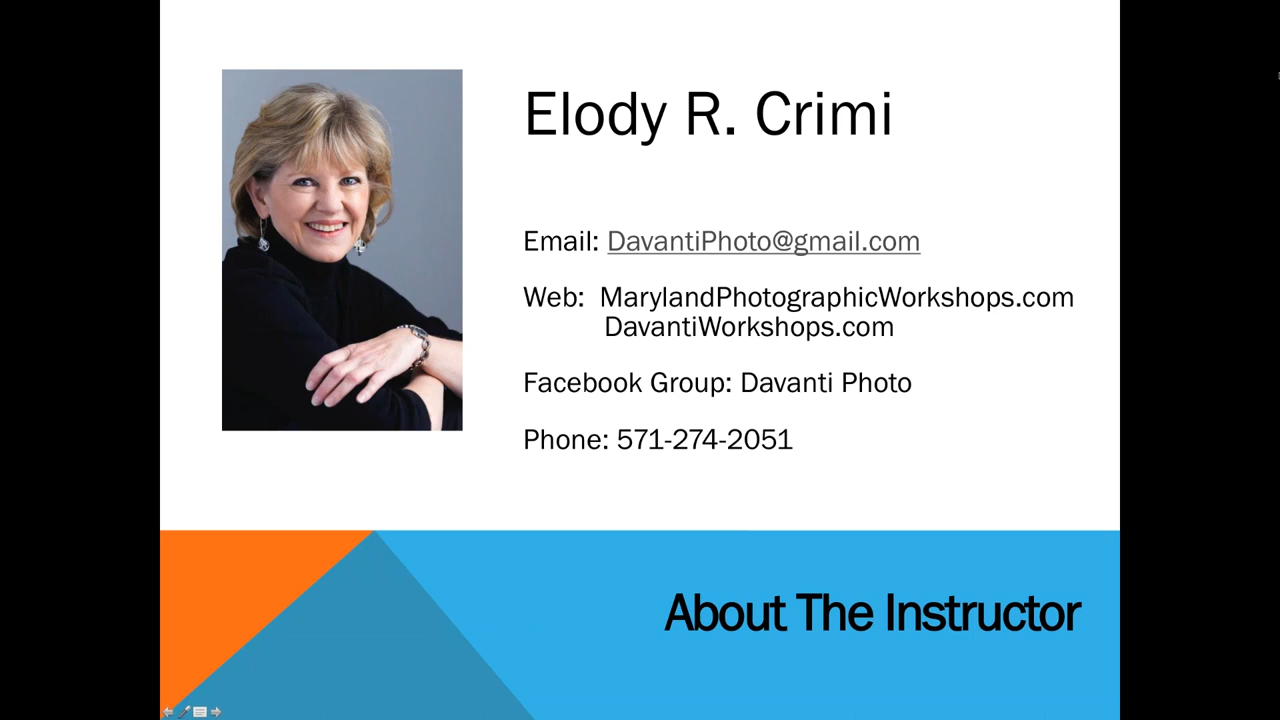 Elody R. Crimi
Email: DavantiPhoto@gmail.com
Web: MarylandPhotographicWorkshops.com
DavantiWorkshops.com
Facebook Group: Davanti Photo
Phone: 571-274-2051
About The Instructor